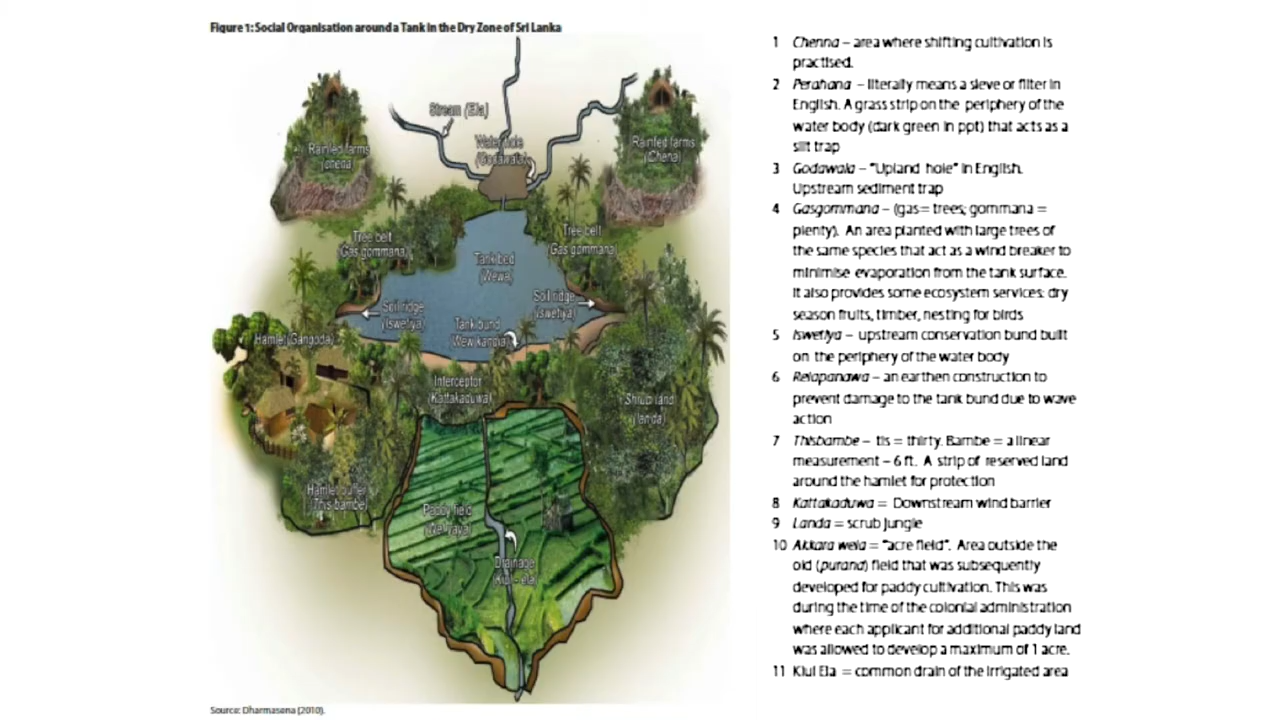 Figure 1: Social Organisation around a Tank in the Dry Zone of Sri Lanka
Stream (Ela)
Water hole
(Godawala)
Rainfed farms
(chena)
Rainfed farms
(Chena)
Tree belt
(Gas gommana)
Tree belt
(Gas gommana)
Tank bed
(Wewa)
Soil ridge
(Iswetiya)
Soil ridge
(Iswetiya)
Tank bund
(Wew kandia)
Hamlet (Gangoda)
Interceptor
(Kattakaduwa)
Shrub land
(landa)
Hamlet buffer
(This bambe)
Paddy field
Drainage
(Kiul - ela)
Source: Dharmasena (2010).
1 Chenna – area where shifting cultivation is
practised.
2 Perahana – literally means a sieve or filter in
English. A grass strip on the periphery of the
water body (dark green in ppt) that acts as a
silt trap
3 Godawala – "Upland hole" in English.
Upstream sediment trap
4 Gasgommana – (gas= trees; gommana =
plenty). An area planted with large trees of
the same species that act as a wind breaker to
minimise evaporation from the tank surface.
It also provides some ecosystem services: dry
season fruits, timber, nesting for birds
5 Iswetiya – upstream conservation bund built
on the periphery of the water body
6 Relapanawa – an earthen construction to
prevent damage to the tank bund due to wave
action
7 Thisbambe – tis = thirty. Bambe = a linear
measurement – 6 ft. A strip of reserved land
around the hamlet for protection
8 Kattakaduwa = Downstream wind barrier
9 Landa = scrub jungle
10 Akkara wela = "acre field". Area outside the
old (purana) field that was subsequently
developed for paddy cultivation. This was
during the time of the colonial administration
where each applicant for additional paddy land
was allowed to develop a maximum of 1 acre.
11 Kiul Ela = common drain of the irrigated area